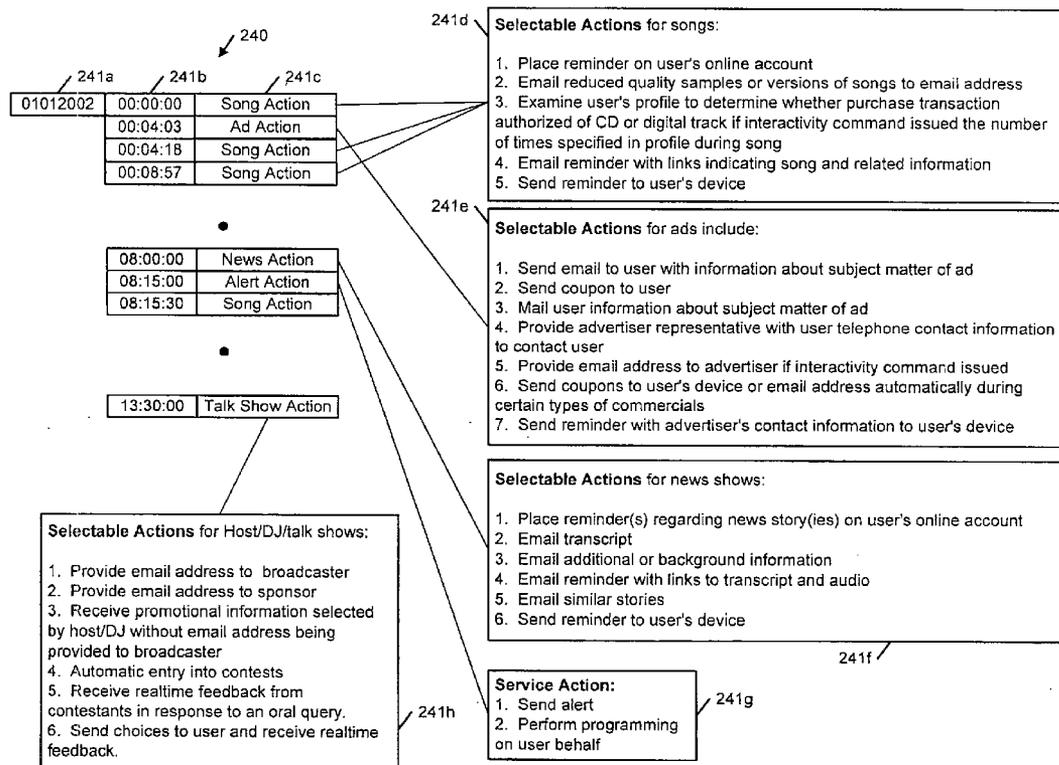 240
241a
241b
241c
01012002 00:00:00 Song Action
00:04:03 Ad Action
00:04:18 Song Action
00:08:57 Song Action
08:00:00 News Action
08:15:00 Alert Action
08:15:30 Song Action
13:30:00 Talk Show Action
241d
Selectable Actions for songs:
1. Place reminder on user's online account
2. Email reduced quality samples or versions of songs to email address
3. Examine user's profile to determine whether purchase transaction
authorized of CD or digital track if interactivity command issued the number
of times specified in profile during song
4. Email reminder with links indicating song and related information
5. Send reminder to user's device
241e
Selectable Actions for ads include:
1. Send email to user with information about subject matter of ad
2. Send coupon to user
3. Mail user information about subject matter of ad
4. Provide advertiser representative with user telephone contact information
to contact user
5. Provide email address to advertiser if interactivity command issued
6. Send coupons to user's device or email address automatically during
certain types of commercials
7. Send reminder with advertiser's contact information to user's device
Selectable Actions for news shows:
1. Place reminder(s) regarding news story(ies) on user's online account
2. Email transcript
3. Email additional or background information
4. Email reminder with links to transcript and audio
5. Email similar stories
6. Send reminder to user's device
241f
Selectable Actions for Host/DJ/talk shows:
1. Provide email address to broadcaster
2. Provide email address to sponsor
3. Receive promotional information selected
by host/DJ without email address being
provided to broadcaster
4. Automatic entry into contests
5. Receive realtime feedback from
contestants in response to an oral query.
6. Send choices to user and receive realtime
feedback.
241h
Service Action:
1. Send alert
2. Perform programming
on user behalf
241g